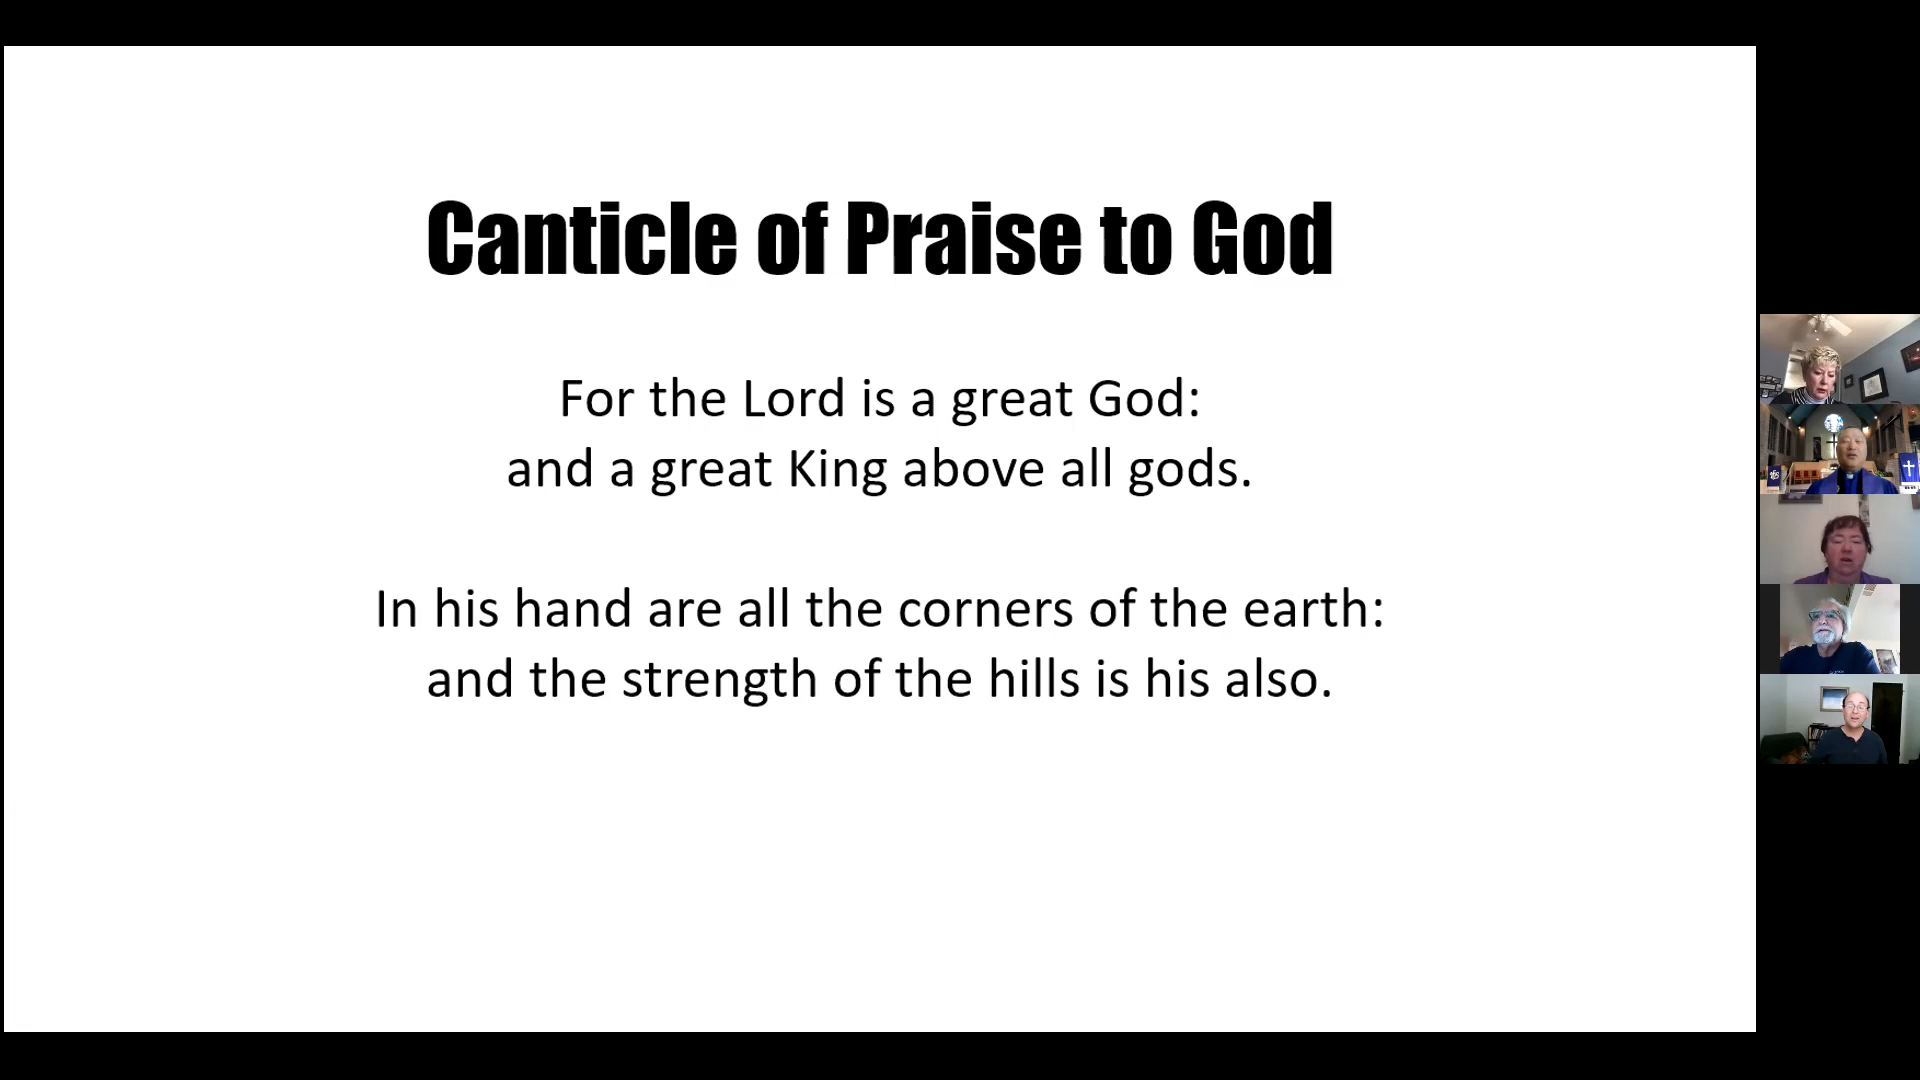 Canticle of Praise to God
For the Lord is a great God:
and a great King above all gods.
In his hand are all the corners of the earth:
and the strength of the hills is his also.